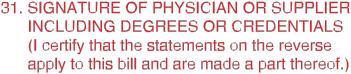 31. SIGNATURE OF PHYSICIAN OR SUPPLIER
INCLUDING DEGREES OR CREDENTIALS
(I certify that the statements on the reverse
apply to this bill and are made a part thereof.)